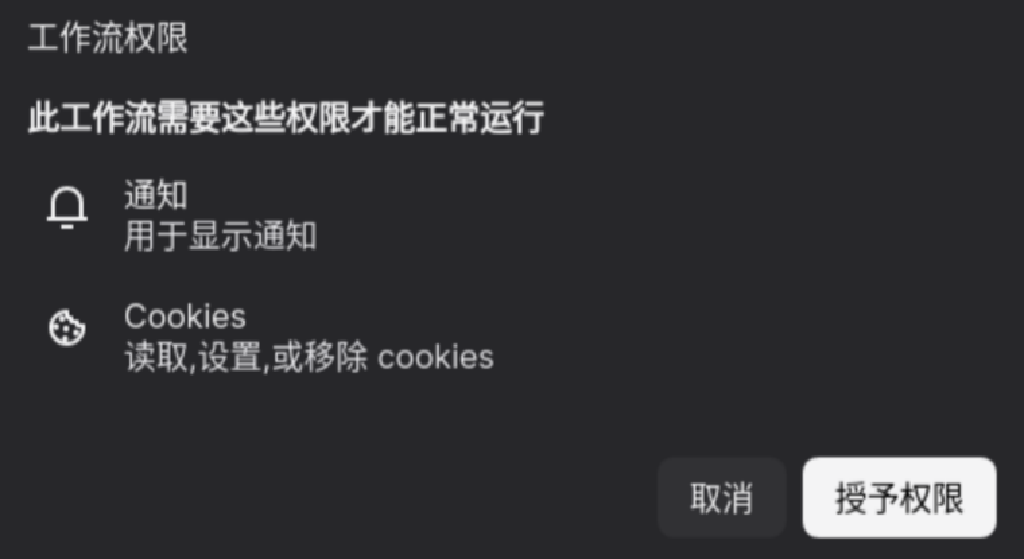 工作流权限
此工作流需要这些权限才能正常运行
通知
用于显示通知
Cookies
读取,设置,或移除 cookies
取消
授予权限